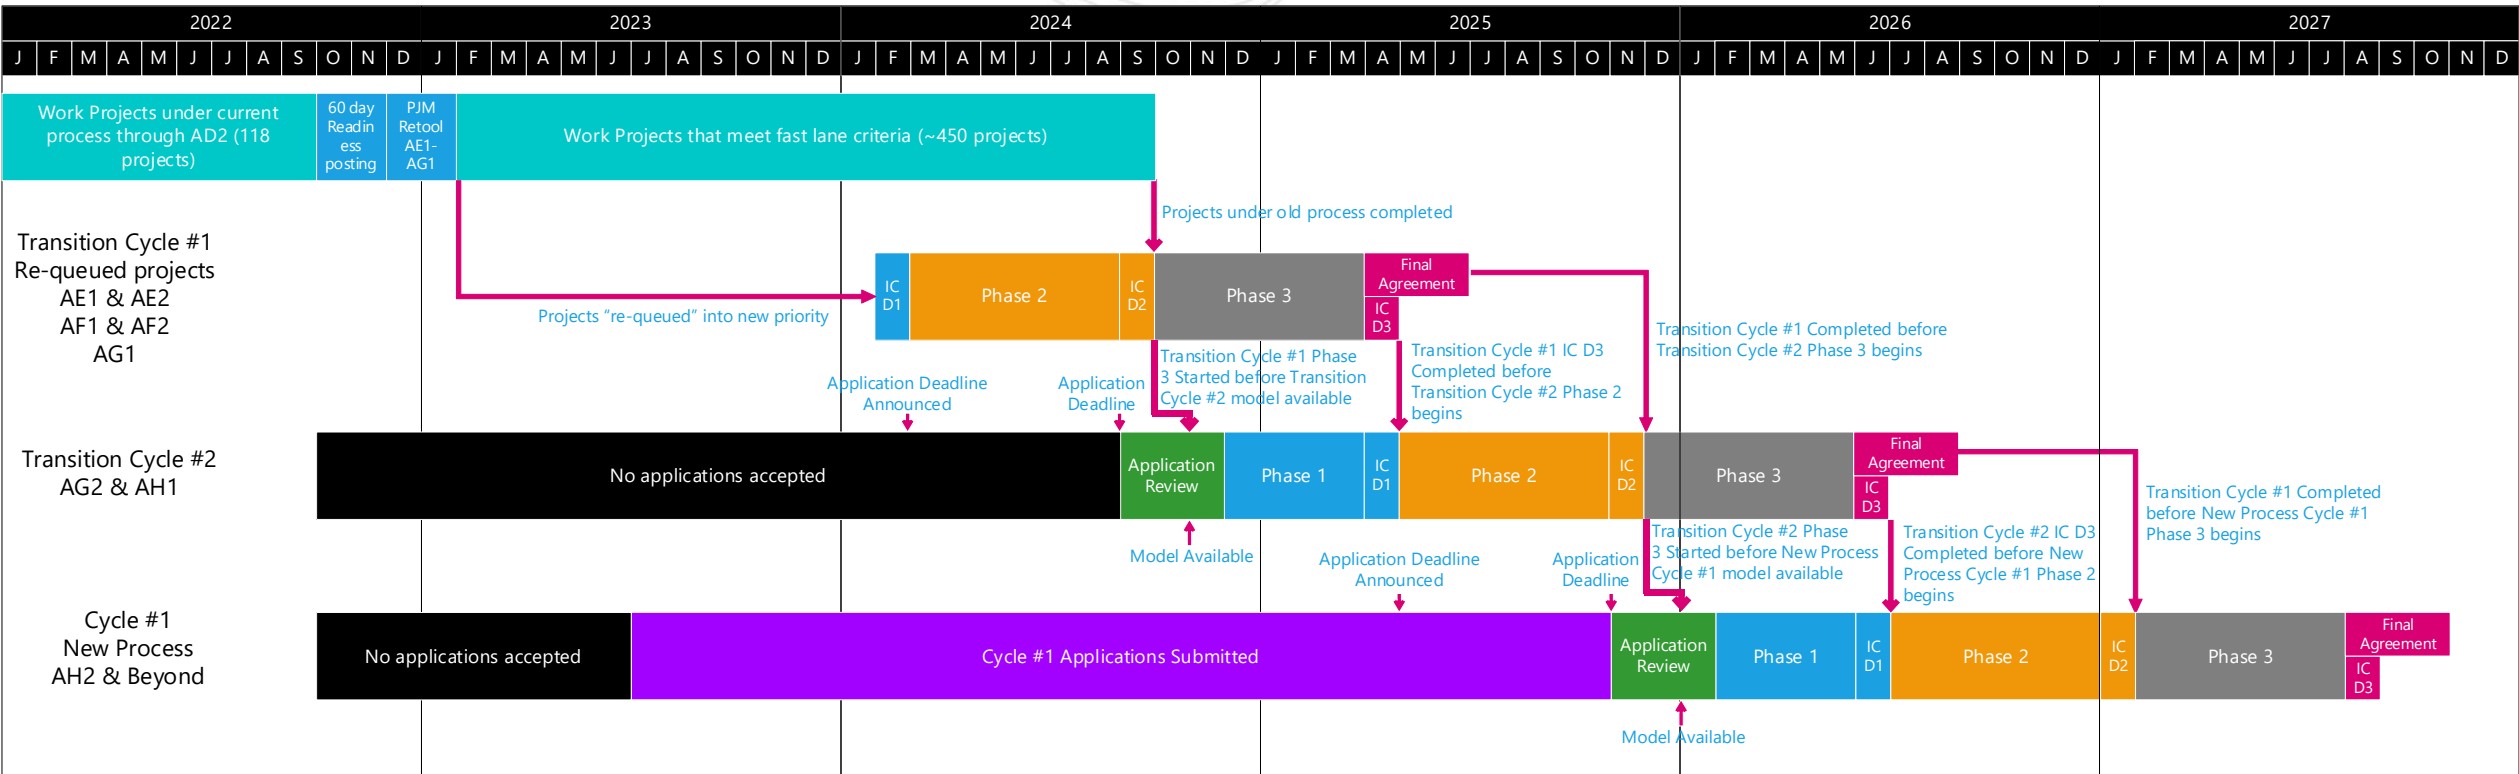 2022 2023 2024 2025 2026 2027
J F M A M J J A S O N D J F M A M J J A S O N D J F M A M J J A S O N D J F M A M J J A S O N D J F M A M J J A S O N D J F M A M J J A S O N D
Work Projects under current
process through AD2 (118
projects)
60 day
Readin
ess
posting
PJM
Retool
AE1-
AG1
Work Projects that meet fast lane criteria (~450 projects)
Projects under old process completed
Transition Cycle #1
Re-queued projects
AE1 & AE2
AF1 & AF2
AG1
Projects “re-queued” into new priority
IC
D1
Phase 2
IC
D2
Phase 3
Final
Agreement
IC
D3
Transition Cycle #1 Completed before
Transition Cycle #2 Phase 3 begins
Transition Cycle #1 Phase
3 Started before Transition
Cycle #2 model available
Transition Cycle #1 IC D3
Completed before
Transition Cycle #2 Phase 2
begins
Application Deadline
Announced
Application
Deadline
Transition Cycle #2
AG2 & AH1
No applications accepted
Application
Review
Phase 1
IC
D1
Phase 2
IC
D2
Phase 3
Final
Agreement
IC
D3
Transition Cycle #1 Completed
before New Process Cycle #1
Phase 3 begins
Model Available
Application Deadline
Announced
Application
Deadline
Transition Cycle #2 Phase
3 Started before New Process
Cycle #1 model available
Transition Cycle #2 IC D3
Completed before New
Process Cycle #1 Phase 2
begins
Cycle #1
New Process
AH2 & Beyond
No applications accepted
Cycle #1 Applications Submitted
Application
Review
Phase 1
IC
D1
Phase 2
IC
D2
Phase 3
Final
Agreement
IC
D3
Model Available